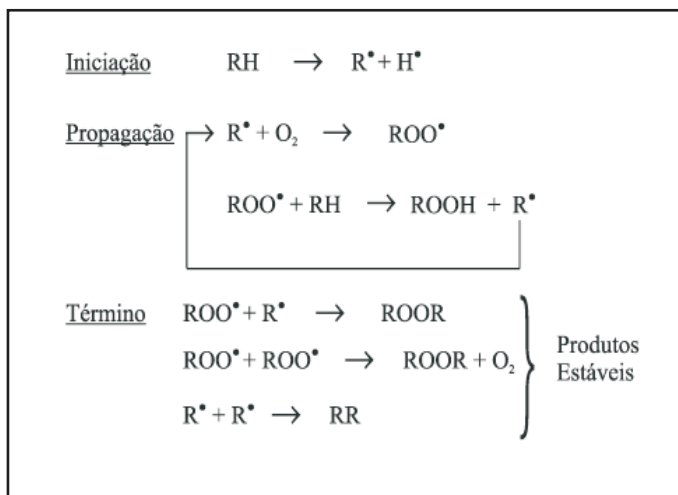 Iniciação RH → R• + H•
Propagação R• + O₂ → ROO•
ROO• + RH → ROOH + R•
Término ROO• + R• → ROOR
ROO• + ROO• → ROOR + O₂
R• + R• → RR
Produtos
Estáveis